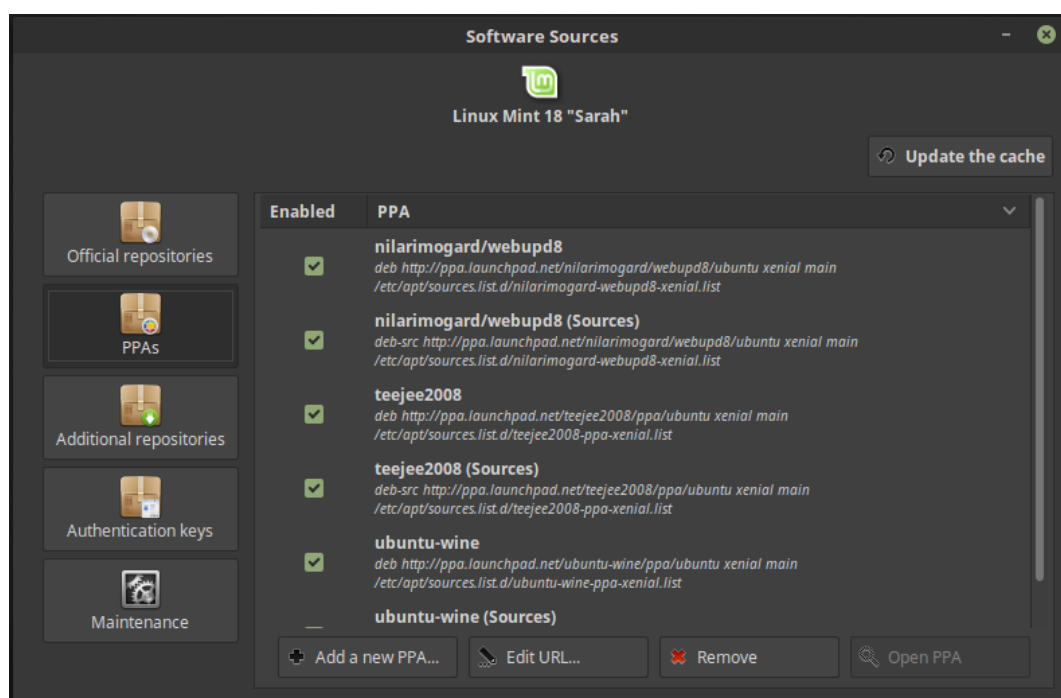 Software Sources
Linux Mint 18 "Sarah"
Update the cache
Official repositories
PPAs
Additional repositories
Authentication keys
Maintenance
Enabled PPA
nilarimogard/webupd8
deb http://ppa.launchpad.net/nilarimogard/webupd8/ubuntu xenial main
/etc/apt/sources.list.d/nilarimogard-webupd8-xenial.list
nilarimogard/webupd8 (Sources)
deb-src http://ppa.launchpad.net/nilarimogard/webupd8/ubuntu xenial main
/etc/apt/sources.list.d/nilarimogard-webupd8-xenial.list
teejee2008
deb http://ppa.launchpad.net/teejee2008/ppa/ubuntu xenial main
/etc/apt/sources.list.d/teejee2008-ppa-xenial.list
teejee2008 (Sources)
deb-src http://ppa.launchpad.net/teejee2008/ppa/ubuntu xenial main
/etc/apt/sources.list.d/teejee2008-ppa-xenial.list
ubuntu-wine
deb http://ppa.launchpad.net/ubuntu-wine/ppa/ubuntu xenial main
/etc/apt/sources.list.d/ubuntu-wine-ppa-xenial.list
ubuntu-wine (Sources)
Add a new PPA... Edit URL... Remove Open PPA